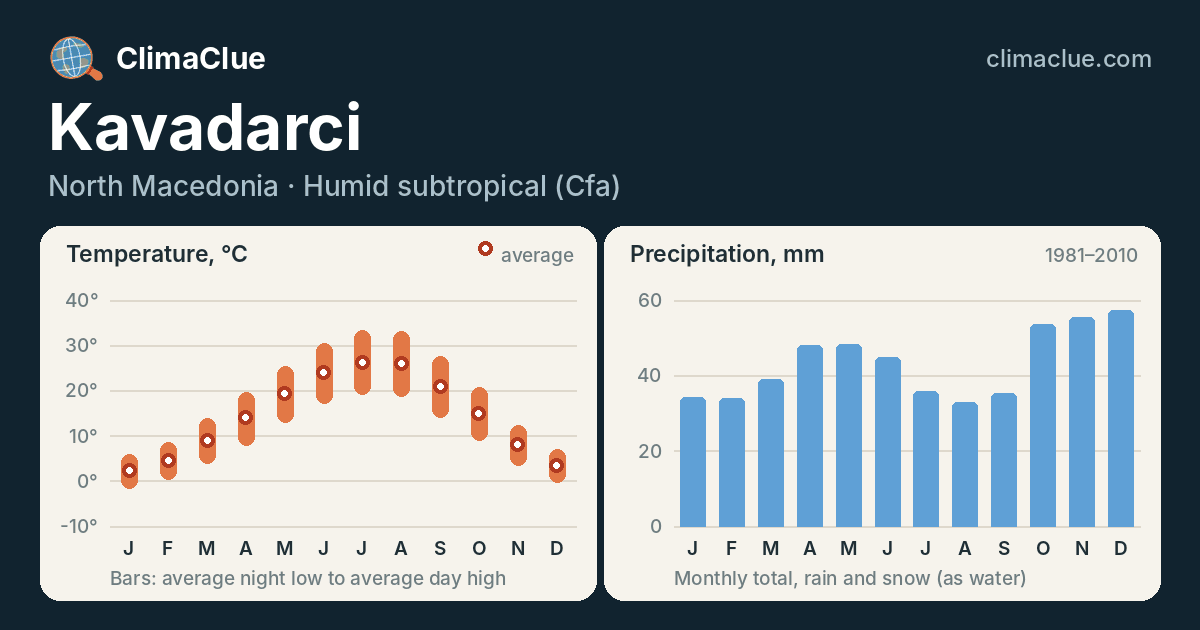 ClimaClue
climaclue.com
Kavadarci
North Macedonia · Humid subtropical (Cfa)
Temperature, °C
average
40°
30°
20°
10°
0°
-10°
J F M A M J J A S O N D
Bars: average night low to average day high
Precipitation, mm
1981–2010
60
40
20
0
J F M A M J J A S O N D
Monthly total, rain and snow (as water)